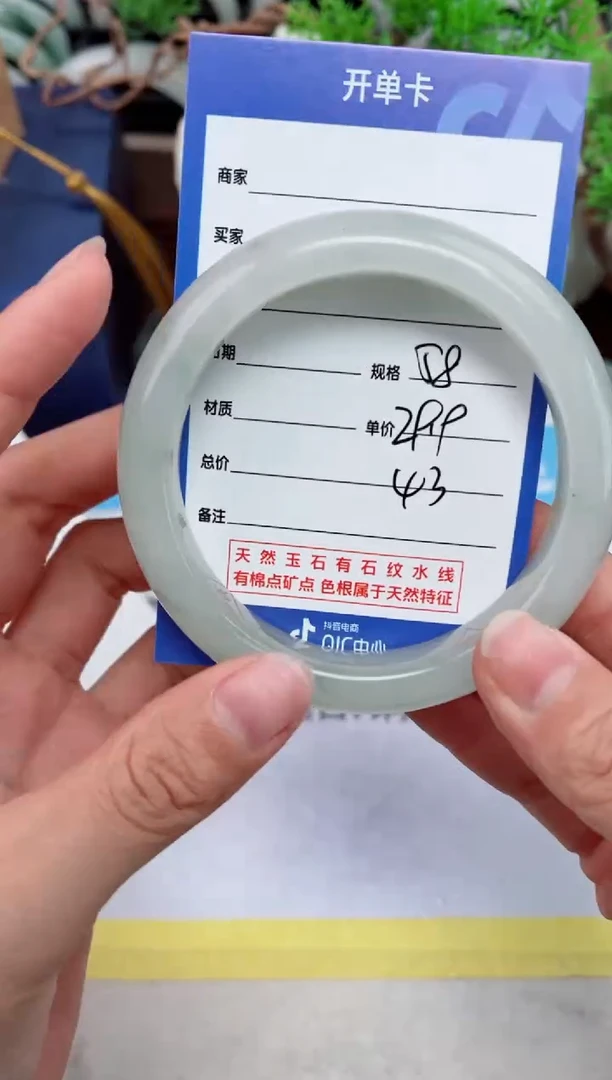 开单卡
商家
买家
日期 规格 58
材质 单价 299
总价 43
备注
天然玉石有石纹水线
有棉点矿点 色根属于天然特征
抖音电商
QIC中心